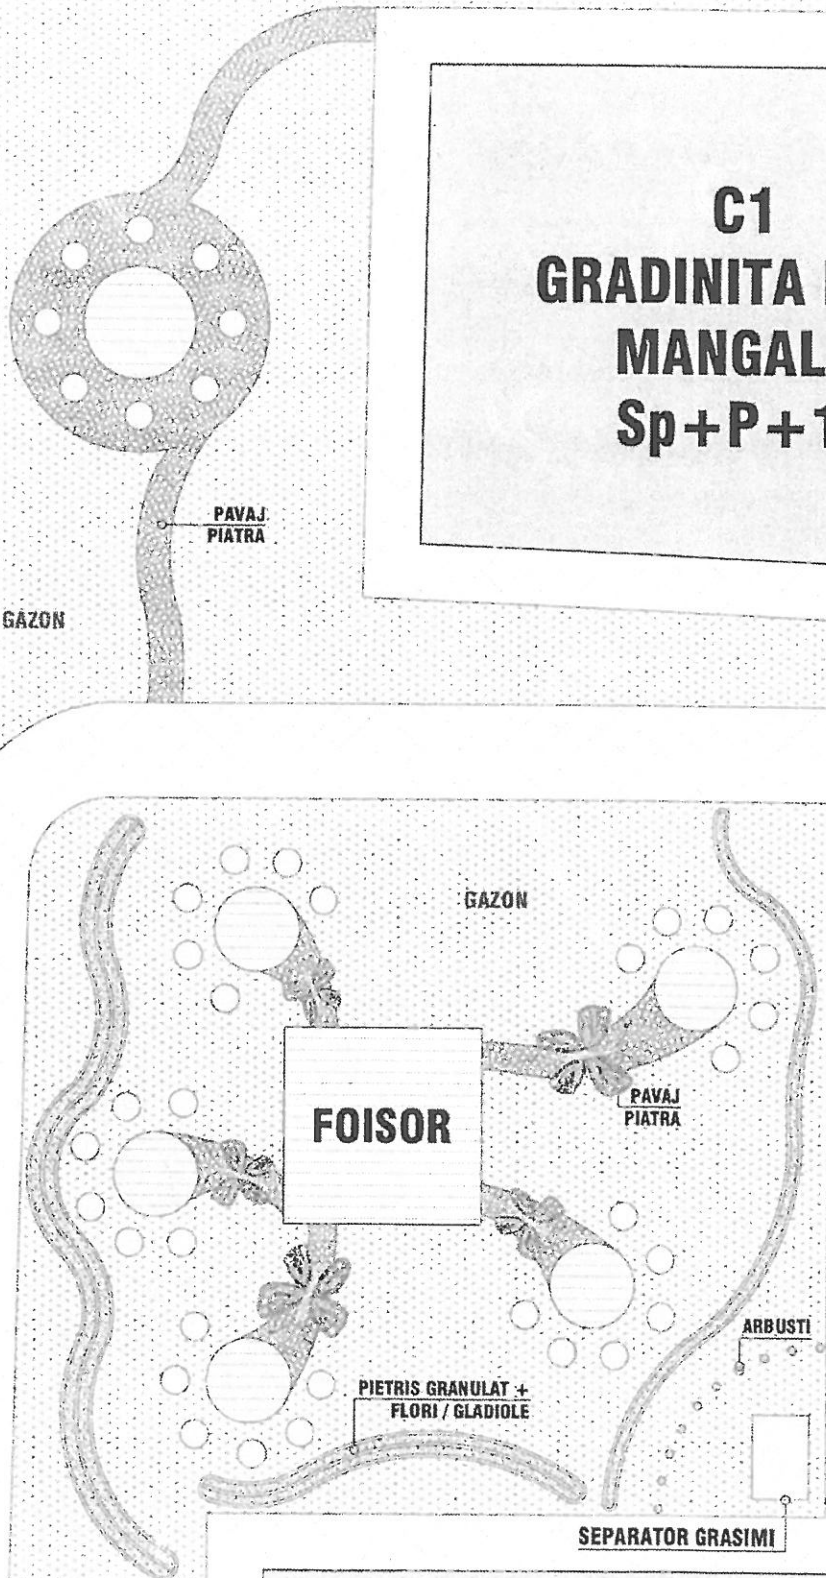 C1
GRADINITA
MANGAL
Sp+P+1
PAVAJ
PIATRA
GAZON
GAZON
FOISOR
PAVAJ
PIATRA
ARBUSTI
PIETRIS GRANULAT +
FLORI / GLADIOLE
SEPARATOR GRASIMI